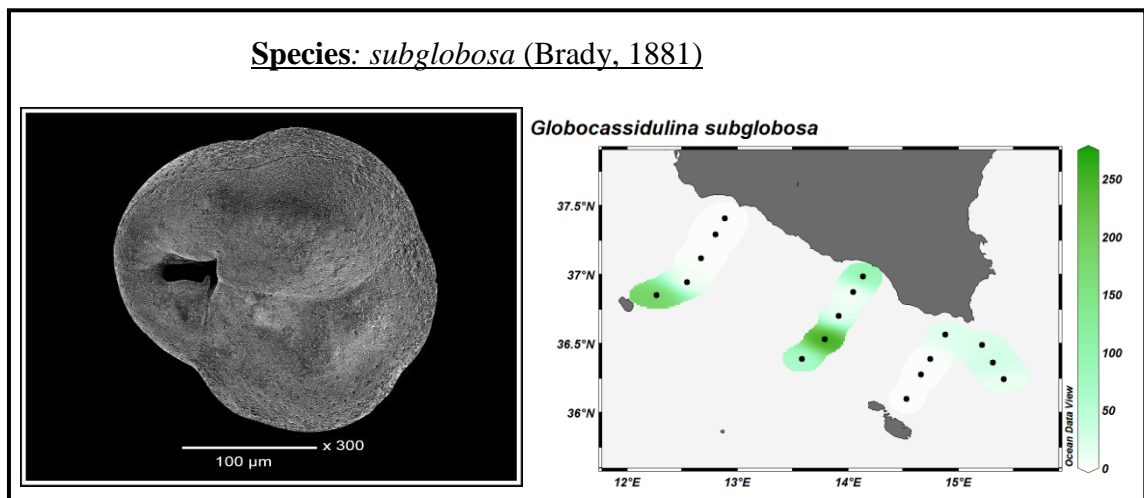 Species: subglobosa (Brady, 1881)
x 300
100 µm
Globocassidulina subglobosa
37.5°N
37°N
36.5°N
36°N
12°E
13°E
14°E
15°E
250
200
150
100
50
0
Ocean Data View